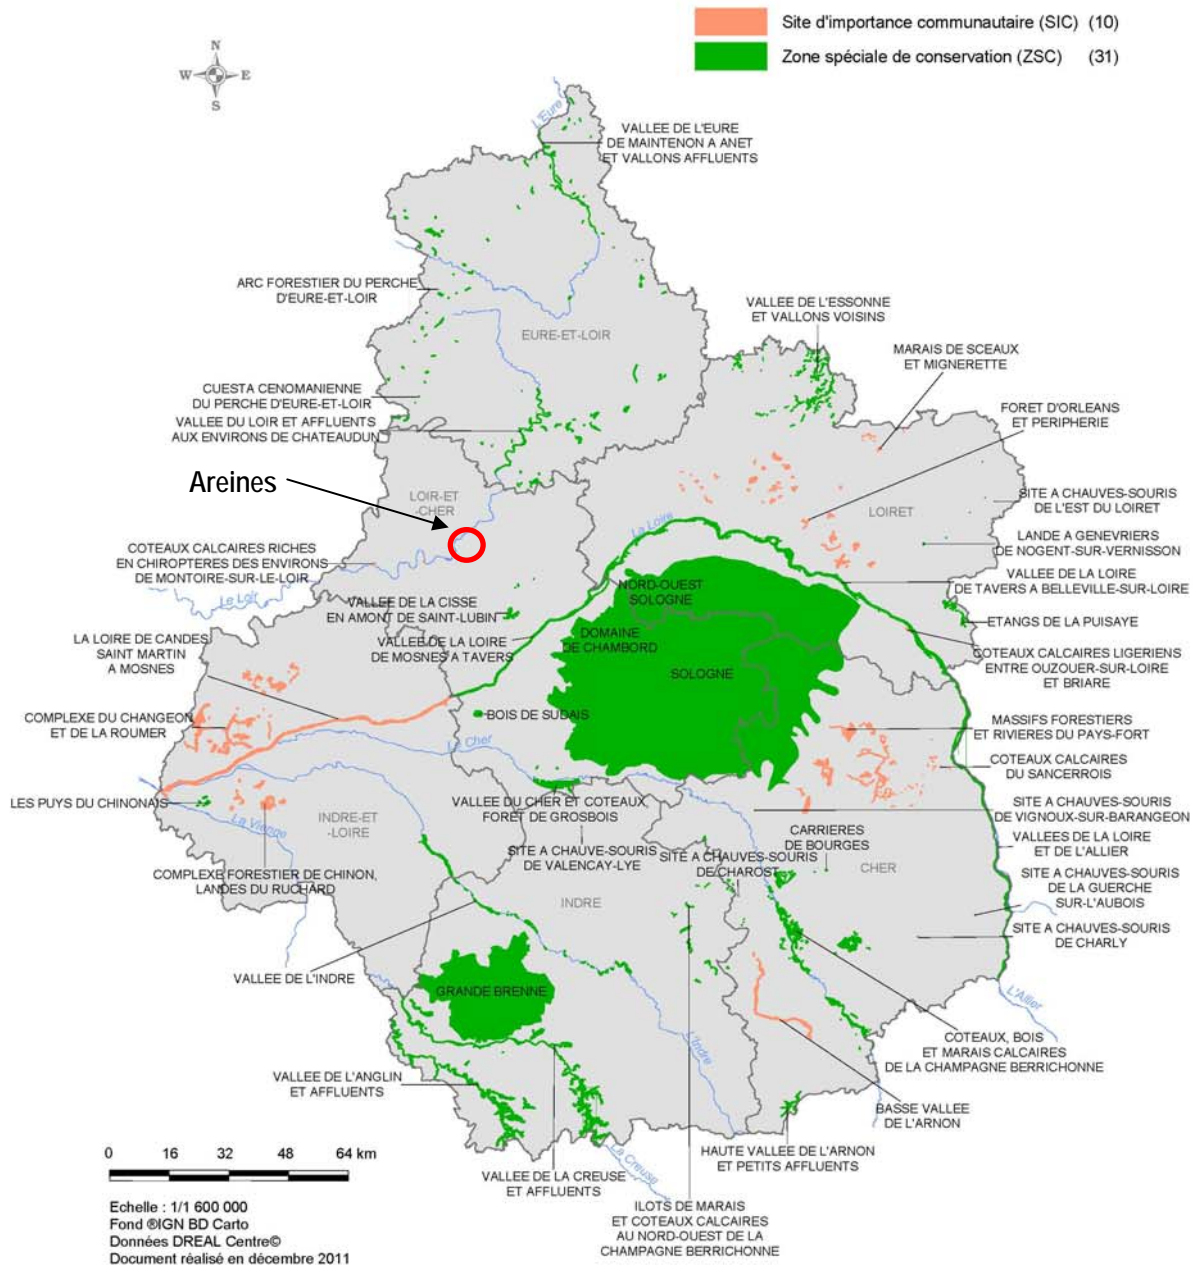 Site d'importance communautaire (SIC) (10)
Zone spéciale de conservation (ZSC) (31)
N
W E
S
L'Eure
VALLEE DE L'EURE
DE MAINTENON A ANET
ET VALLONS AFFLUENTS
ARC FORESTIER DU PERCHE
D'EURE-ET-LOIR
EURE-ET-LOIR
VALLEE DE L'ESSONNE
ET VALLONS VOISINS
MARAIS DE SCEAUX
ET MIGNERETTE
CUESTA CENOMANIENNE
DU PERCHE D'EURE-ET-LOIR
VALLEE DU LOIR ET AFFLUENTS
AUX ENVIRONS DE CHATEAUDUN
FORET D'ORLEANS
ET PERIPHERIE
Areines
LOIR-ET
-CHER
LOIRET
SITE A CHAUVES-SOURIS
DE L'EST DU LOIRET
COTEAUX CALCAIRES RICHES
EN CHIROPTERES DES ENVIRONS
DE MONTOIRE-SUR-LE-LOIR
La Loire
LANDE A GENEVRIERS
DE NOGENT-SUR-VERNISSON
Le Loir
VALLEE DE LA CISSE
EN AMONT DE SAINT-LUBIN
NORD-OUEST
SOLOGNE
VALLEE DE LA LOIRE
DE TAVERS A BELLEVILLE-SUR-LOIRE
ETANGS DE LA PUISAYE
LA LOIRE DE CANDES
SAINT MARTIN
A MOSNES
VALLEE DE LA LOIRE
DE MOSNES A TAVERS
DOMAINE
DE CHAMBORD
SOLOGNE
COTEAUX CALCAIRES LIGERIENS
ENTRE OUZOUER-SUR-LOIRE
ET BRIARE
COMPLEXE DU CHANGEON
ET DE LA ROUMER
BOIS DE SUDAIS
MASSIFS FORESTIERS
ET RIVIERES DU PAYS-FORT
Le Cher
COTEAUX CALCAIRES
DU SANCERROIS
LES PUYS DU CHINONAIS
La Vienne
INDRE-ET
-LOIRE
VALLEE DU CHER ET COTEAUX,
FORET DE GROSBOIS
SITE A CHAUVES-SOURIS
DE VIGNOUX-SUR-BARANGEON
SITE A CHAUVE-SOURIS
DE VALENCAY-LYE
SITE A CHAUVES-SOURIS
DE CHAROST
CARRIERES
DE BOURGES
VALLEES DE LA LOIRE
ET DE L'ALLIER
COMPLEXE FORESTIER DE CHINON,
LANDES DU RUCHARD
INDRE
CHER
SITE A CHAUVES-SOURIS
DE LA GUERCHE
SUR-L'AUBOIS
SITE A CHAUVES-SOURIS
DE CHARLY
VALLEE DE L'INDRE
GRANDE BRENNE
L'Allier
L'Indre
COTEAUX, BOIS
ET MARAIS CALCAIRES
DE LA CHAMPAGNE BERRICHONNE
VALLEE DE L'ANGLIN
ET AFFLUENTS
BASSE VALLEE
DE L'ARNON
La Creuse
HAUTE VALLEE DE L'ARNON
ET PETITS AFFLUENTS
VALLEE DE LA CREUSE
ET AFFLUENTS
ILOTS DE MARAIS
ET COTEAUX CALCAIRES
AU NORD-OUEST DE LA
CHAMPAGNE BERRICHONNE
0 16 32 48 64 km
Echelle : 1/1 600 000
Fond ®IGN BD Carto
Données DREAL Centre©
Document réalisé en décembre 2011